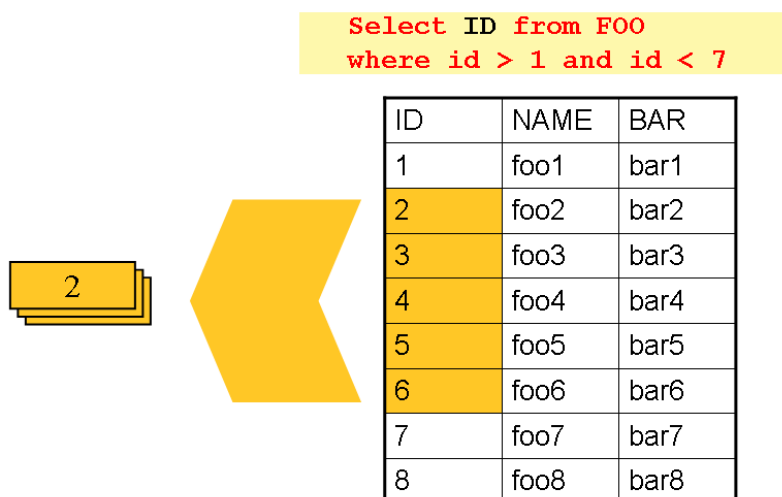 Select ID from FOO
where id > 1 and id < 7
ID NAME BAR
1 foo1 bar1
2 foo2 bar2
3 foo3 bar3
4 foo4 bar4
5 foo5 bar5
6 foo6 bar6
7 foo7 bar7
8 foo8 bar8
2